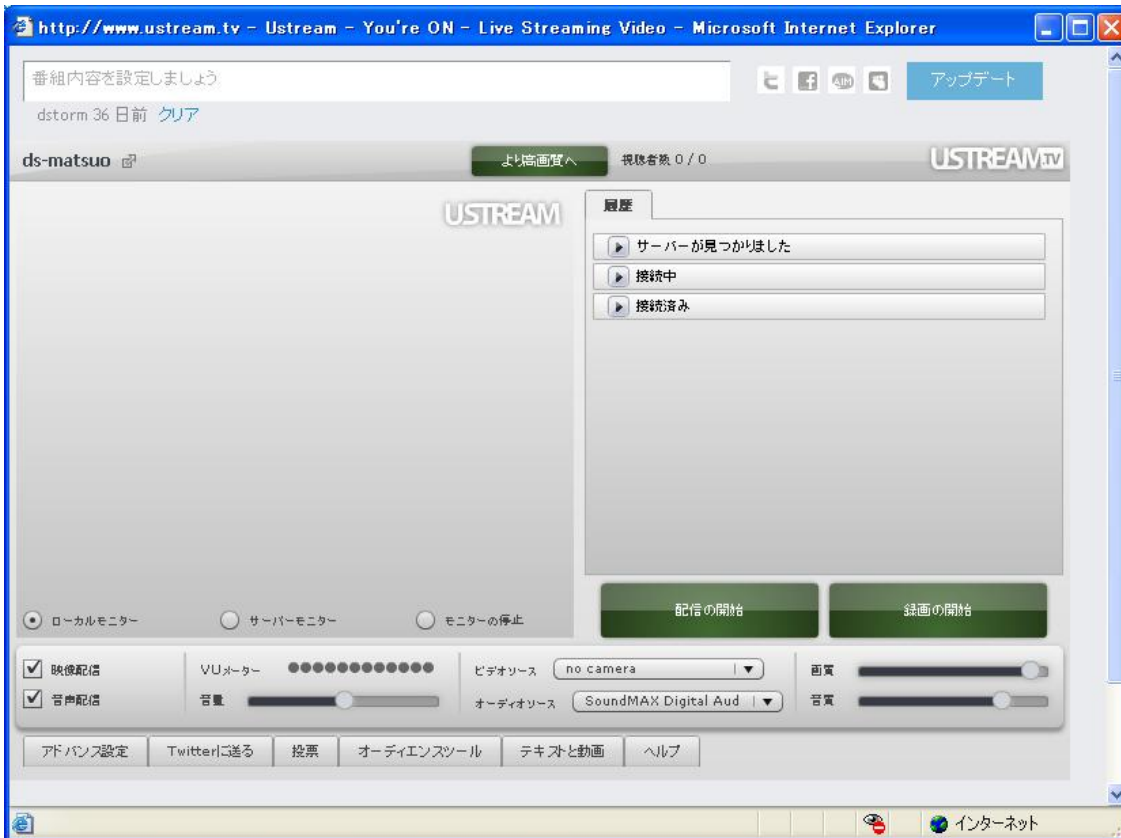 http://www.ustream.tv - Ustream - You're ON - Live Streaming Video - Microsoft Internet Explorer
番組内容を設定しましょう
アップデート
dstorm 36 日前 クリア
ds-matsuo
より高画質へ
視聴者数 0 / 0
USTREAM.TV
USTREAM
履歴
サーバーが見つかりました
接続中
接続済み
配信の開始
録画の開始
ローカルモニター
サーバーモニター
モニターの停止
映像配信
VUメーター
ビデオソース
no camera
画質
音声配信
音量
オーディオソース
SoundMAX Digital Aud
音質
アドバンス設定
Twitterに送る
投票
オーディエンスツール
テキストと動画
ヘルプ
インターネット